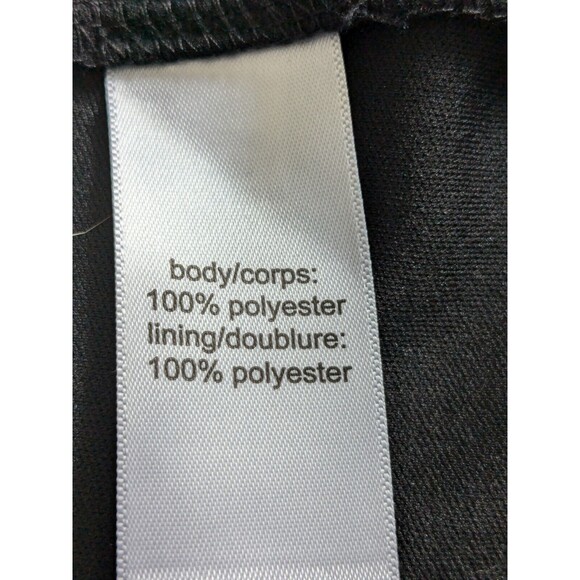 body/corps:
100% polyester
lining/doublure:
100% polyester